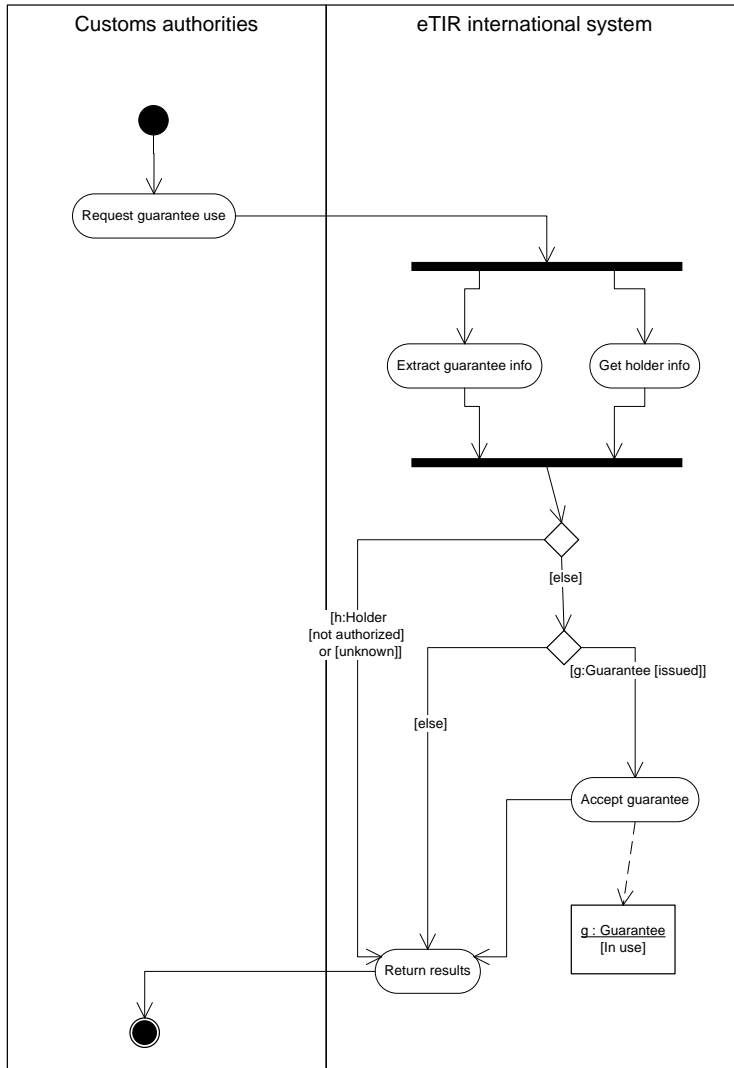 Customs authorities
eTIR international system
Request guarantee use
Extract guarantee info
Get holder info
[else]
[h:Holder
[not authorized]
or [unknown]]
[g:Guarantee [issued]]
[else]
Accept guarantee
g : Guarantee
[In use]
Return results